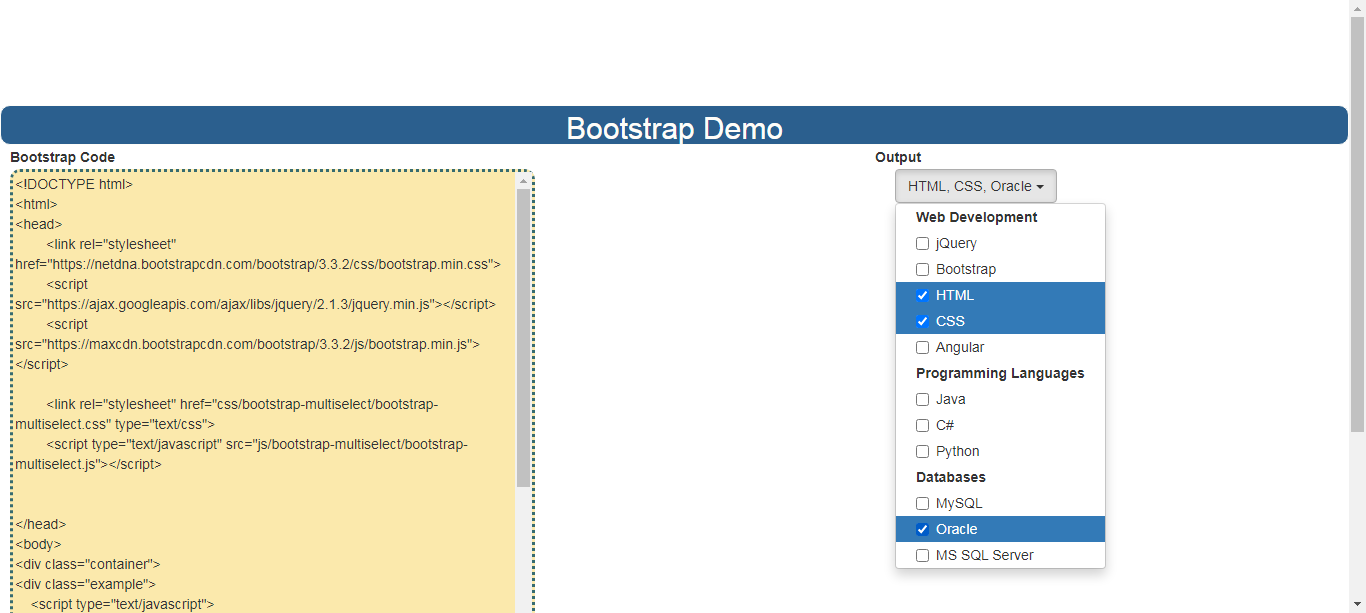 Bootstrap Demo
Bootstrap Code
<!DOCTYPE html>
<html>
<head>
<link rel="stylesheet"
href="https://netdna.bootstrapcdn.com/bootstrap/3.3.2/css/bootstrap.min.css">
<script
src="https://ajax.googleapis.com/ajax/libs/jquery/2.1.3/jquery.min.js"></script>
<script
src="https://maxcdn.bootstrapcdn.com/bootstrap/3.3.2/js/bootstrap.min.js">
</script>
<link rel="stylesheet" href="css/bootstrap-multiselect/bootstrap-
multiselect.css" type="text/css">
<script type="text/javascript" src="js/bootstrap-multiselect/bootstrap-
multiselect.js"></script>
</head>
<body>
<div class="container">
<div class="example">
<script type="text/javascript">
Output
HTML, CSS, Oracle
Web Development
jQuery
Bootstrap
HTML
CSS
Angular
Programming Languages
Java
C#
Python
Databases
MySQL
Oracle
MS SQL Server